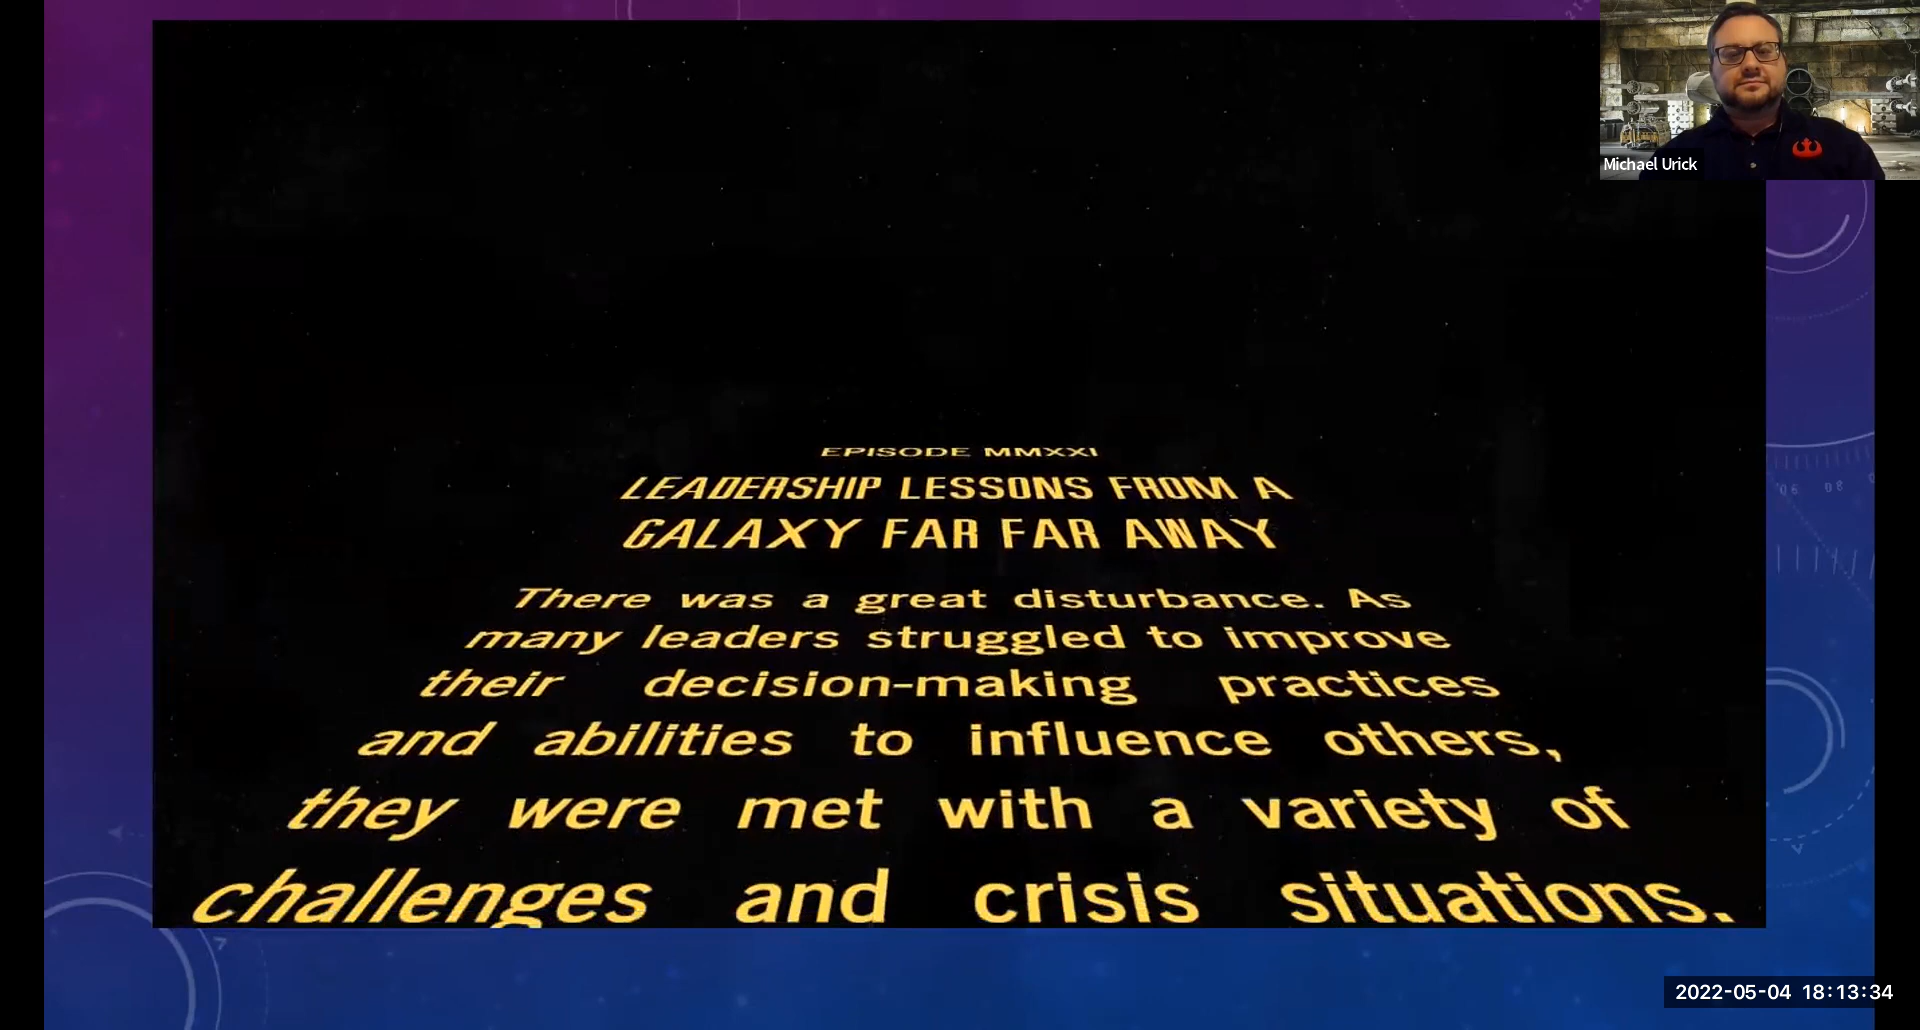 Michael Urick
EPISODE MMXXI
LEADERSHIP LESSONS FROM A
GALAXY FAR FAR AWAY
There was a great disturbance. As
many leaders struggled to improve
their decision-making practices
and abilities to influence others,
they were met with a variety of
challenges and crisis situations.
06 08
2022-05-04 18:13:34